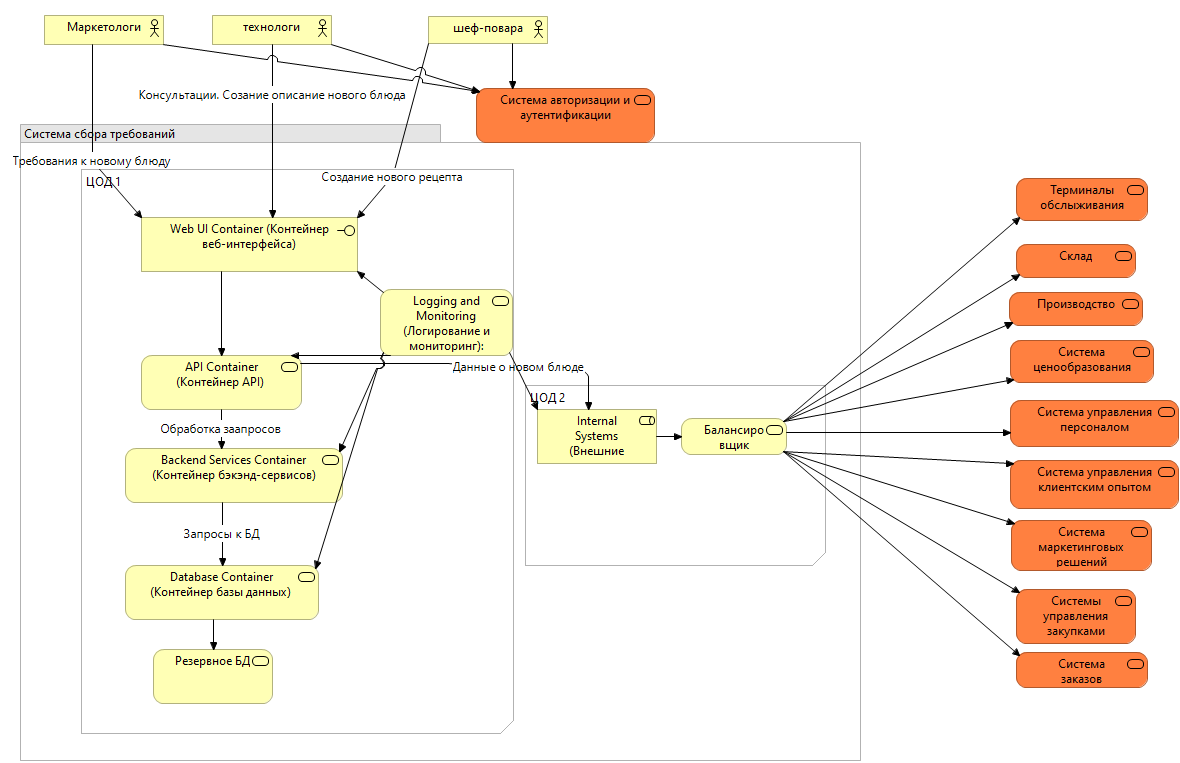 Маркетологи
технологи
шеф-повара
Консультации. Созание описание нового блюда
Система авторизации и
аутентификации
Система сбора требований
Требования к новому блюду
Создание нового рецепта
ЦОД 1
Web UI Container (Контейнер
веб-интерфейса)
Logging and
Monitoring
(Логирование и
мониторинг):
API Container
(Контейнер API)
Данные о новом блюде
ЦОД 2
Обработка заапросов
Internal
Systems
(Внешние
Балансиро
вщик
Backend Services Container
(Контейнер бэкэнд-сервисов)
Запросы к БД
Database Container
(Контейнер базы данных)
Резервное БД
Терминалы
обслыживания
Склад
Производство
Система
ценообразования
Система управления
персоналом
Система управления
клиентским опытом
Система
маркетинговых
решений
Системы
управления
закупками
Система
заказов